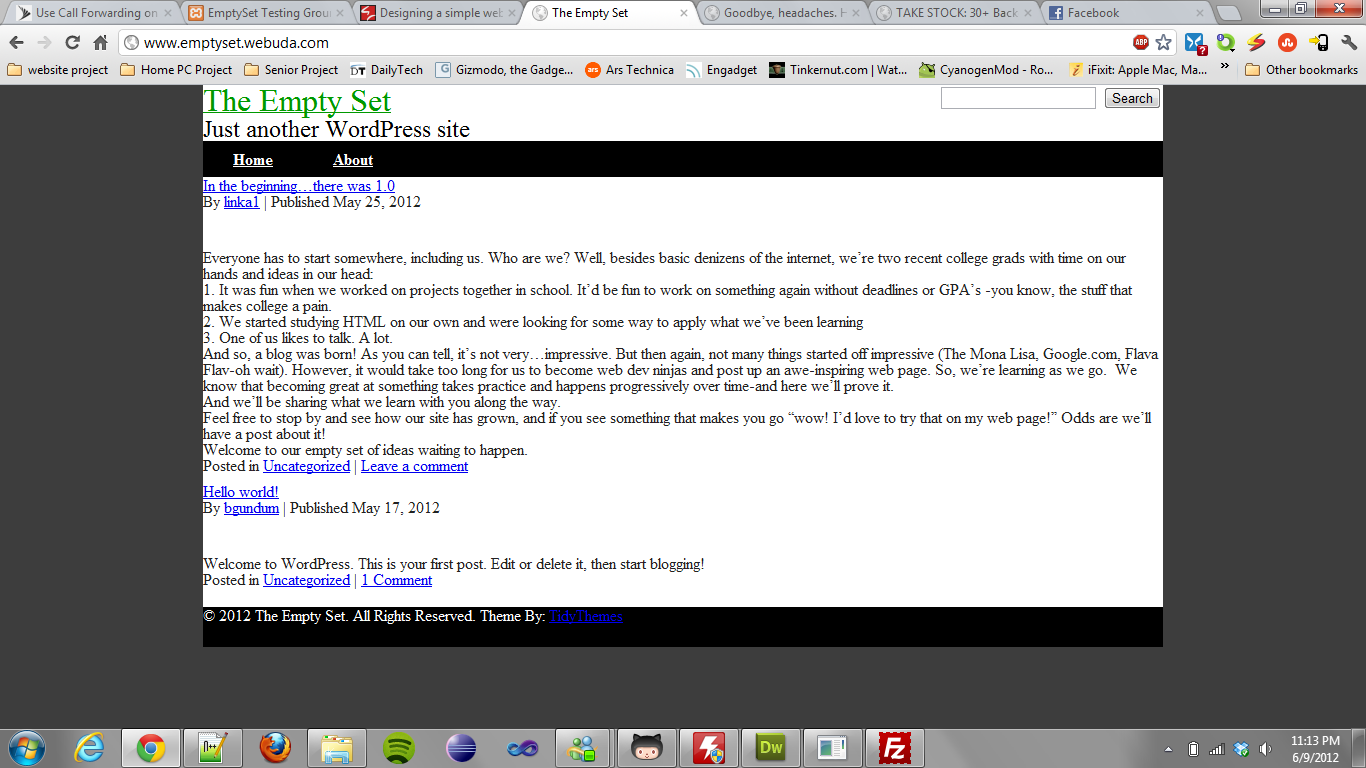 Use Call Forwarding on
EmptySet Testing Grou
Designing a simple web
The Empty Set
Goodbye, headaches. H
TAKE STOCK: 30+ Back
Facebook
www.emptyset.webuda.com
ABP
?
website project
Home PC Project
Senior Project
DT DailyTech
G Gizmodo, the Gadge...
ars Ars Technica
Engadget
Tinkernut.com | Wat...
CyanogenMod - Ro...
iFixit: Apple Mac, Ma...
»
Other bookmarks
The Empty Set
Search
Just another WordPress site
Home About
In the beginning…there was 1.0
By linka1 | Published May 25, 2012
Everyone has to start somewhere, including us. Who are we? Well, besides basic denizens of the internet, we’re two recent college grads with time on our
hands and ideas in our head:
1. It was fun when we worked on projects together in school. It’d be fun to work on something again without deadlines or GPA’s -you know, the stuff that
makes college a pain.
2. We started studying HTML on our own and were looking for some way to apply what we’ve been learning
3. One of us likes to talk. A lot.
And so, a blog was born! As you can tell, it’s not very…impressive. But then again, not many things started off impressive (The Mona Lisa, Google.com, Flava
Flav-oh wait). However, it would take too long for us to become web dev ninjas and post up an awe-inspiring web page. So, we’re learning as we go.  We
know that becoming great at something takes practice and happens progressively over time-and here we’ll prove it.
And we’ll be sharing what we learn with you along the way.
Feel free to stop by and see how our site has grown, and if you see something that makes you go “wow! I’d love to try that on my web page!” Odds are we’ll
have a post about it!
Welcome to our empty set of ideas waiting to happen.
Posted in Uncategorized | Leave a comment
Hello world!
By bgundum | Published May 17, 2012
Welcome to WordPress. This is your first post. Edit or delete it, then start blogging!
Posted in Uncategorized | 1 Comment
© 2012 The Empty Set. All Rights Reserved. Theme By: TidyThemes
Dw
Fz
11:13 PM
6/9/2012